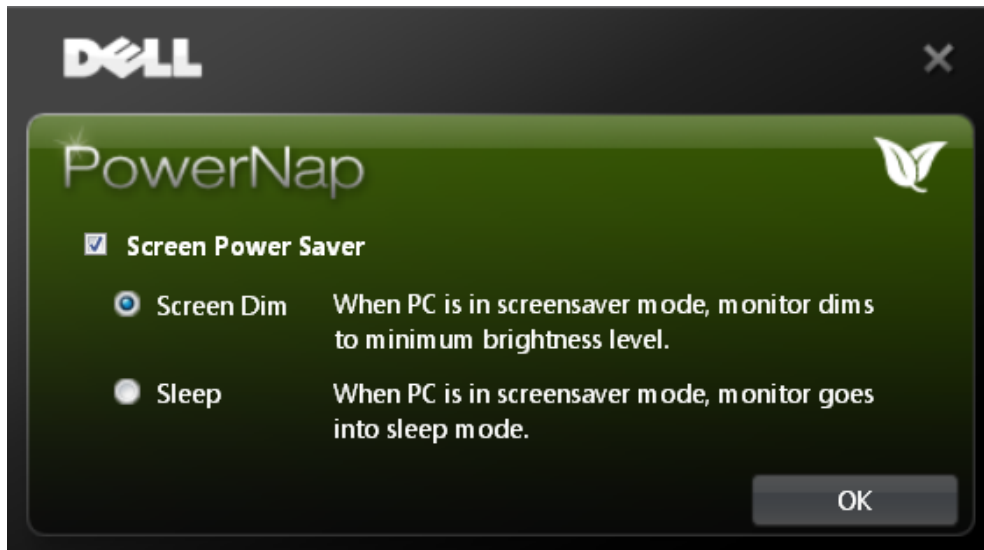 DELL
PowerNap
Screen Power Saver
Screen Dim When PC is in screensaver mode, monitor dims
to minimum brightness level.
Sleep When PC is in screensaver mode, monitor goes
into sleep mode.
OK